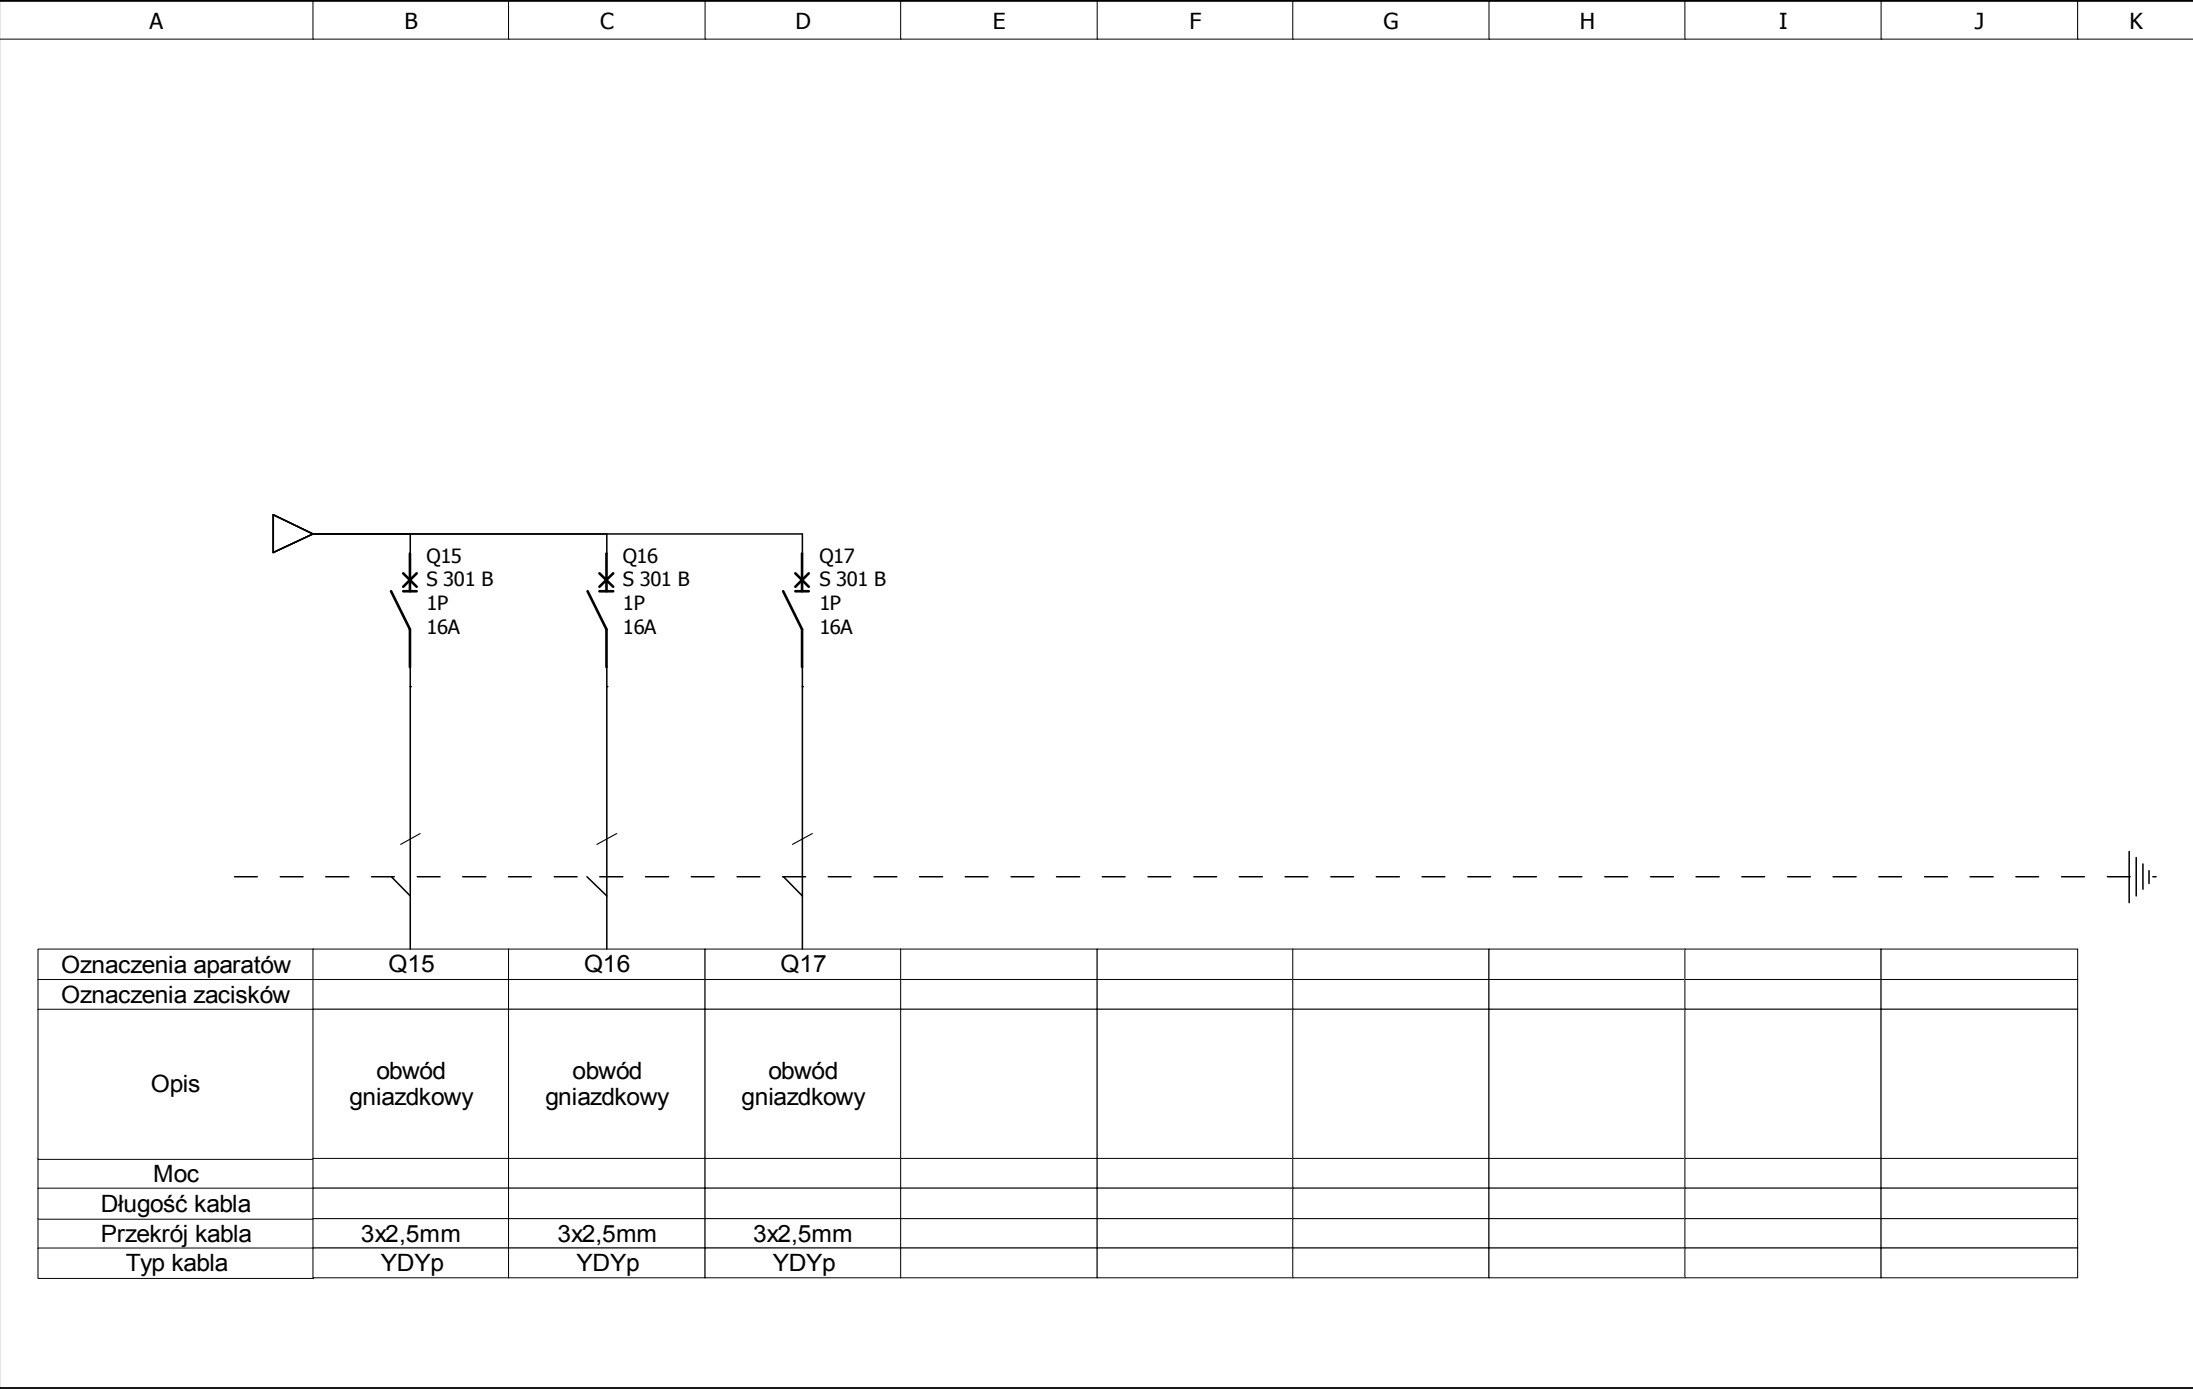 A B C D E F G H I J K
Q15 Q16 Q17
S 301 B S 301 B S 301 B
1P 1P 1P
16A 16A 16A
Oznaczenia aparatów Q15 Q16 Q17
Oznaczenia zacisków
Opis obwód gniazdkowy obwód gniazdkowy obwód gniazdkowy
Moc
Długość kabla
Przekrój kabla 3x2,5mm 3x2,5mm 3x2,5mm
Typ kabla YDYp YDYp YDYp